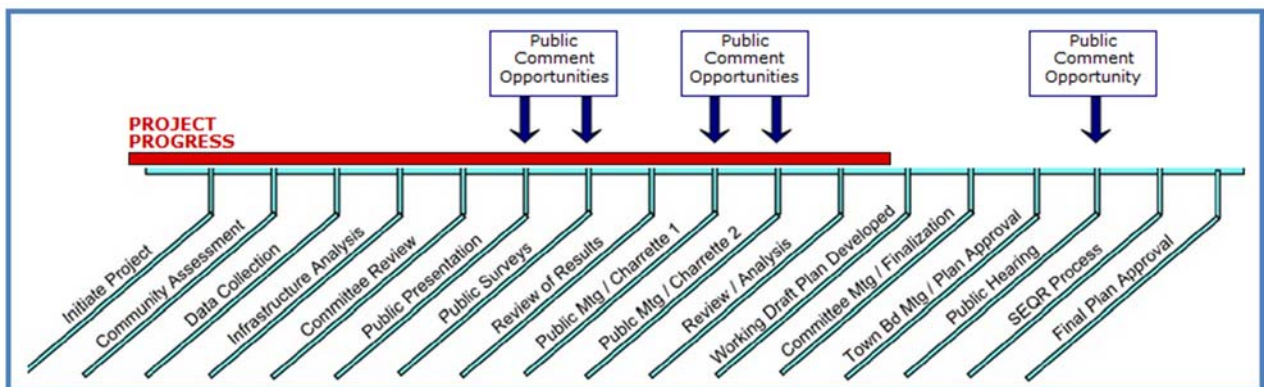 Public
Comment
Opportunities
Public
Comment
Opportunities
Public
Comment
Opportunity
PROJECT
PROGRESS
Initiate Project
Community Assessment
Data Collection
Infrastructure Analysis
Committee Review
Public Presentation
Public Surveys
Review of Results
Public Mtg / Charrette 1
Public Mtg / Charrette 2
Review / Analysis
Working Draft Plan Developed
Committee Mtg / Finalization
Town Bd Mtg / Plan Approval
Public Hearing
SEQR Process
Final Plan Approval